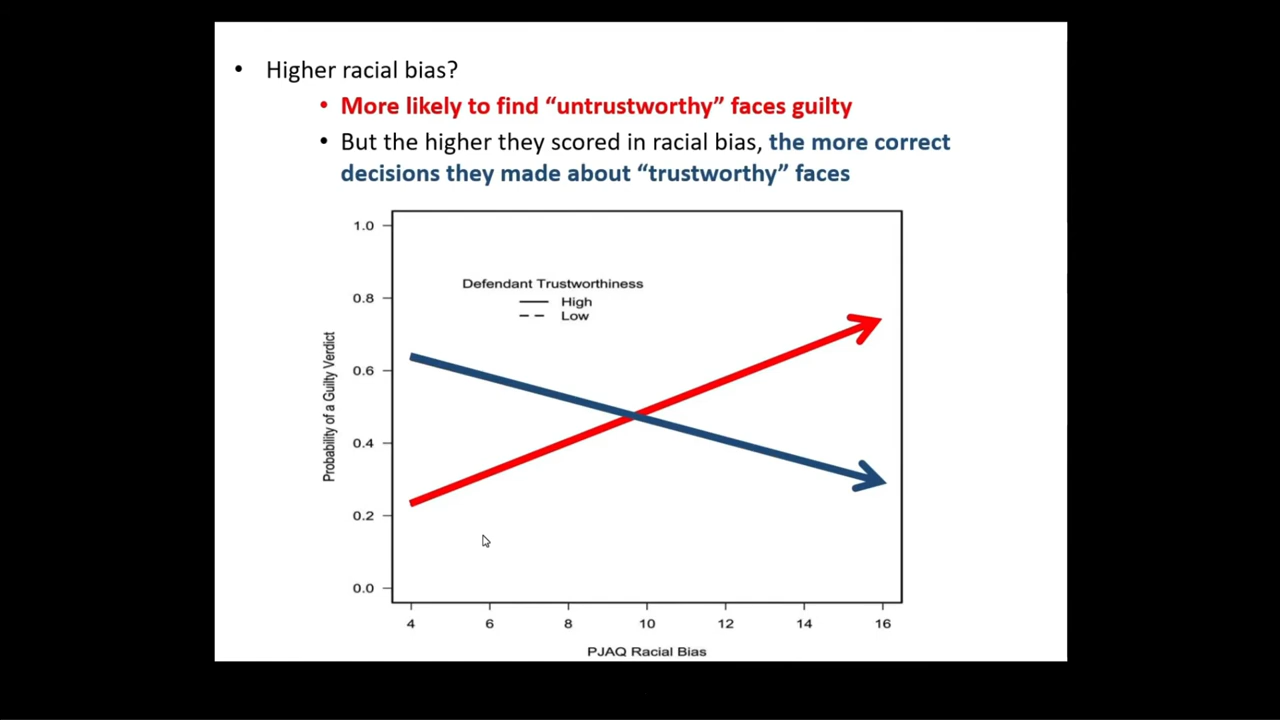 • Higher racial bias?
• More likely to find “untrustworthy” faces guilty
• But the higher they scored in racial bias, the more correct
decisions they made about “trustworthy” faces
1.0
0.8
0.6
0.4
0.2
0.0
Probability of a Guilty Verdict
Defendant Trustworthiness
High
Low
4 6 8 10 12 14 16
PJAQ Racial Bias